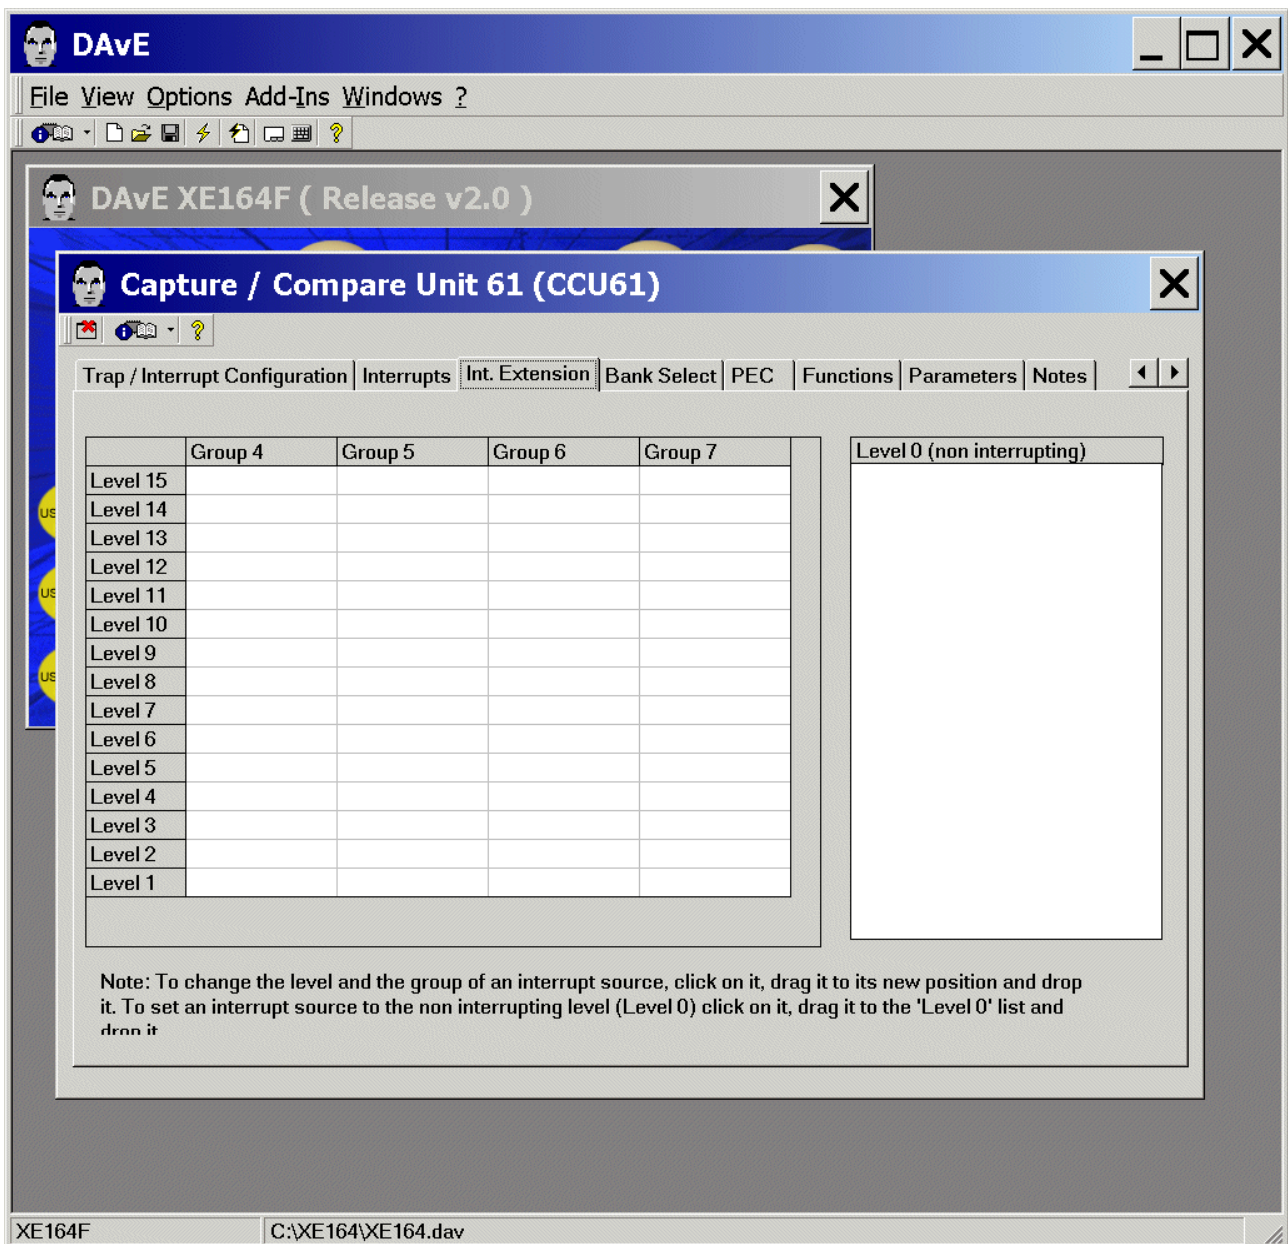 DAvE
File View Options Add-Ins Windows ?
DAvE XE164F ( Release v2.0 )
Capture / Compare Unit 61 (CCU61)
Trap / Interrupt Configuration Interrupts Int. Extension Bank Select PEC Functions Parameters Notes
Group 4 Group 5 Group 6 Group 7 Level 0 (non interrupting)
Level 15
Level 14
US
Level 13
Level 12
Level 11
US
Level 10
Level 9
Level 8
US
Level 7
Level 6
Level 5
Level 4
Level 3
Level 2
Level 1
Note: To change the level and the group of an interrupt source, click on it, drag it to its new position and drop
it. To set an interrupt source to the non interrupting level (Level 0) click on it, drag it to the 'Level 0' list and
drop it
XE164F C:\XE164\XE164.dav